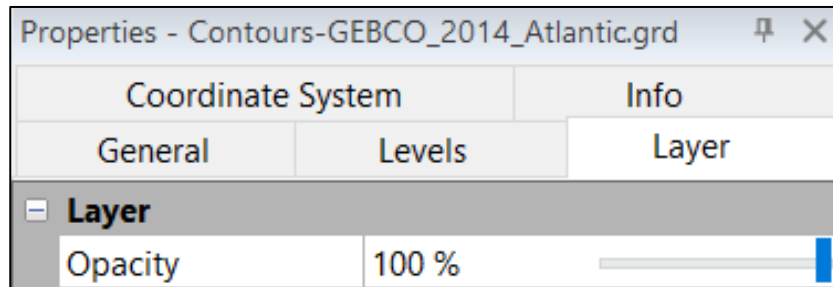 Properties - Contours-GEBCO_2014_Atlantic.grd
Coordinate System Info
General Levels Layer
Layer
Opacity 100 %